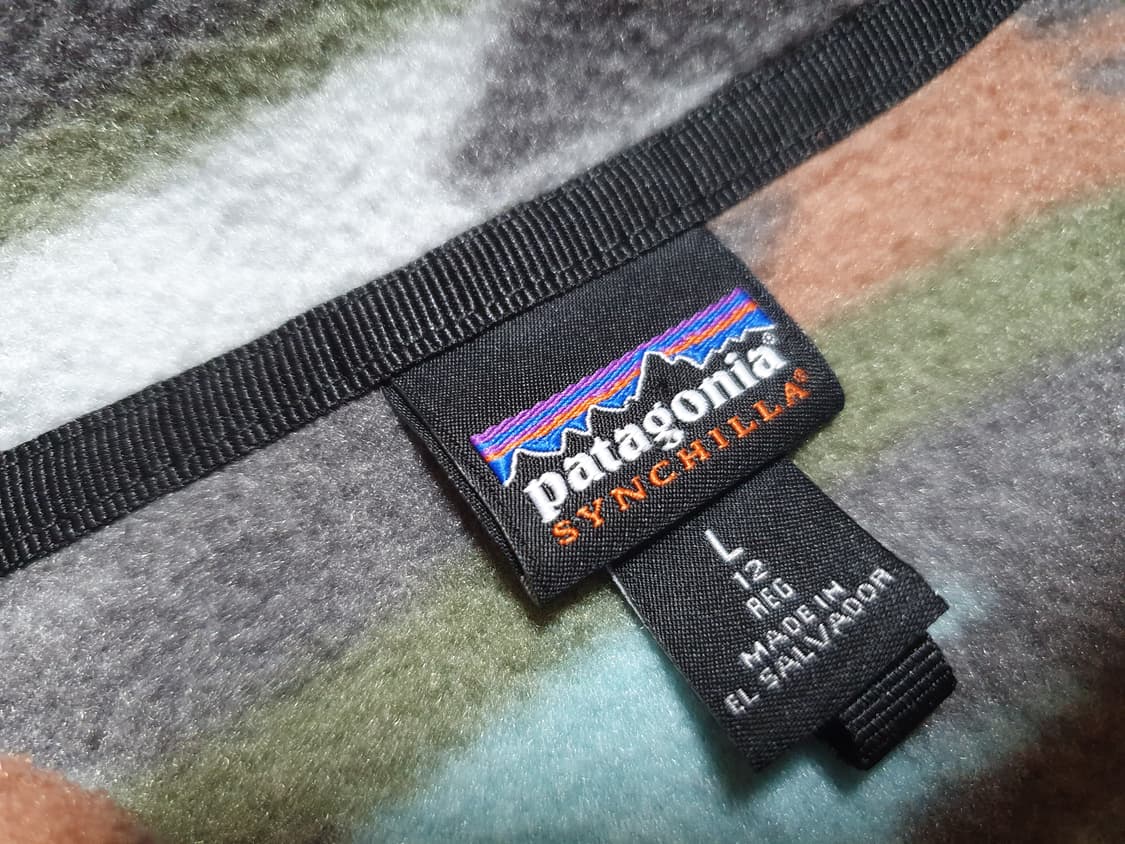 patagonia®
SYNCHILLA®
L
12
REG
MADE IN
EL SALVADOR